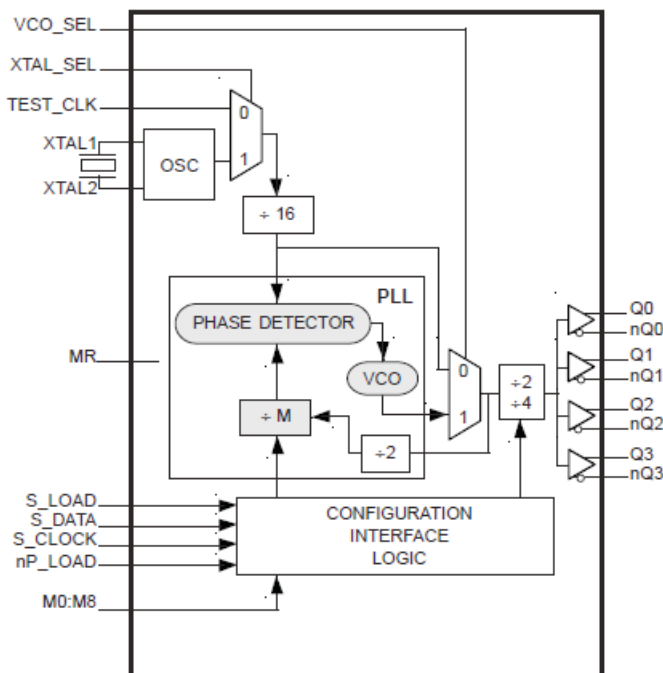 VCO_SEL
XTAL_SEL
TEST_CLK
0
XTAL1
OSC
1
XTAL2
÷ 16
PLL
PHASE DETECTOR
Q0
nQ0
MR
VCO
0
÷2
÷4
Q1
nQ1
÷ M
1
Q2
nQ2
÷2
Q3
nQ3
S_LOAD
S_DATA
S_CLOCK
nP_LOAD
CONFIGURATION
INTERFACE
LOGIC
M0:M8